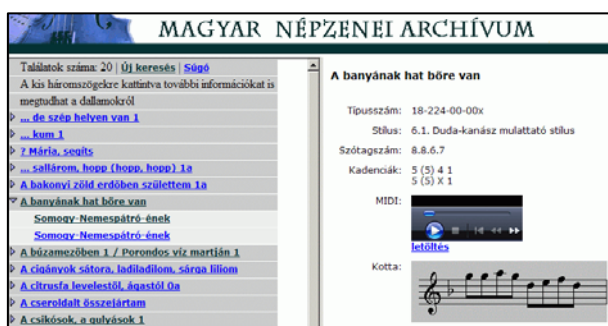 MAGYAR NÉPZENEI ARCHÍVUM
Találatok száma: 20 | Új keresés | Súgó
A kis háromszögekre kattintva további információkat is
megtudhat a dallamokról
... de szép helyen van 1
... kum 1
? Mária, segíts
... sallárom, hopp (hopp, hopp) 1a
A bakonyi zöld erdőben születtem 1a
A banyának hat bőre van
Somogy-Nemespátró-ének
Somogy-Nemespátró-ének
A búzamezőben 1 / Porondos víz martján 1
A cigányok sátora, ladiladilom, sárga liliom
A citrusfa levelestől, ágastól 0a
A cseroldalt összejártam
A csikósok, a gulyások 1
A banyának hat bőre van
Típusszám: 18-224-00-00x
Stílus: 6.1. Duda-kanász mulattató stílus
Szótagszám: 8.8.6.7
Kadenciák: 5 (5) 4 1
5 (5) X 1
MIDI:
letöltés
Kotta: